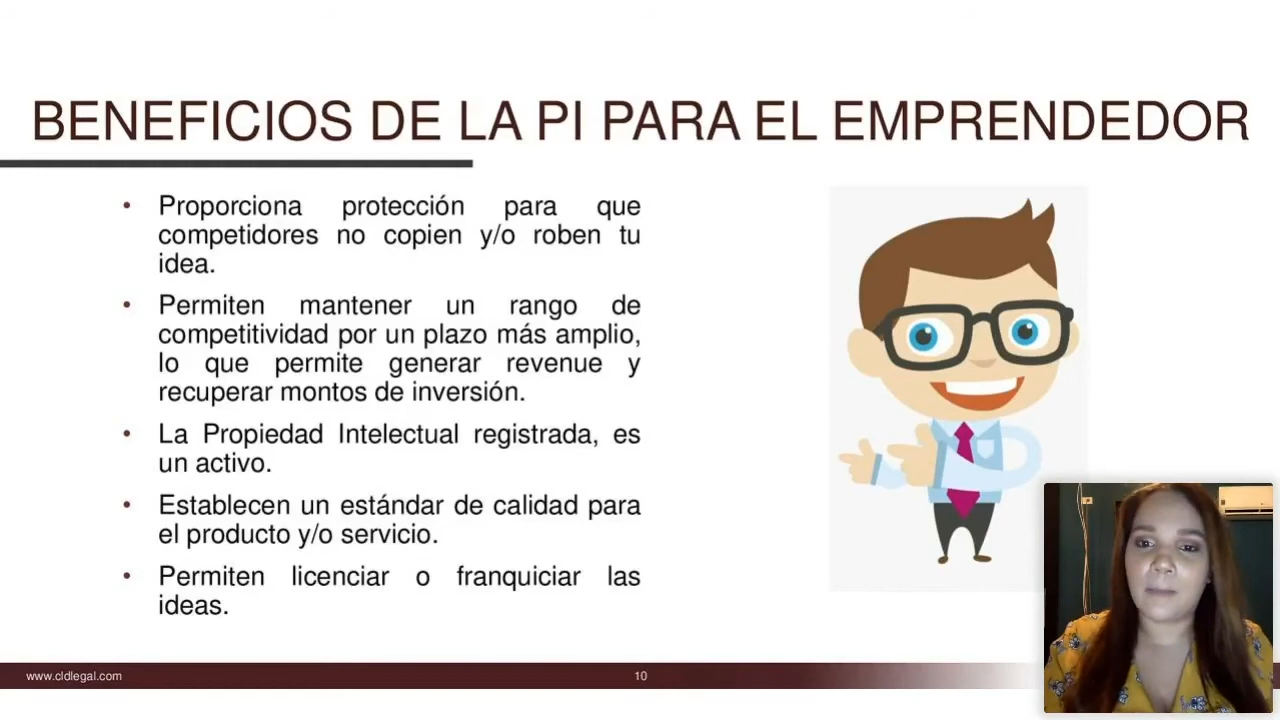 BENEFICIOS DE LA PI PARA EL EMPRENDEDOR
• Proporciona protección para que
competidores no copien y/o roben tu
idea.
• Permiten mantener un rango de
competitividad por un plazo más amplio,
lo que permite generar revenue y
recuperar montos de inversión.
• La Propiedad Intelectual registrada, es
un activo.
• Establecen un estándar de calidad para
el producto y/o servicio.
• Permiten licenciar o franquiciar las
ideas.
www.cldlegal.com
10